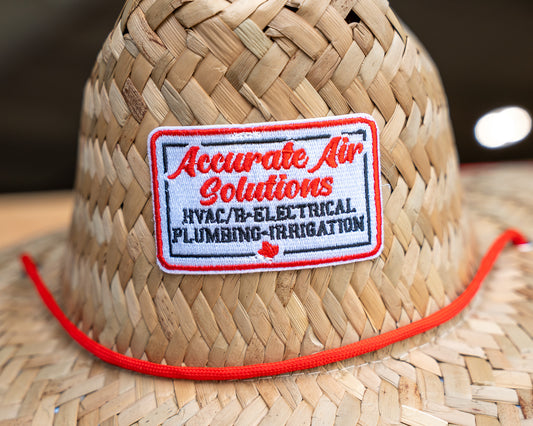 Accurate Air
Solutions
HVAC/R-ELECTRICAL
PLUMBING-IRRIGATION